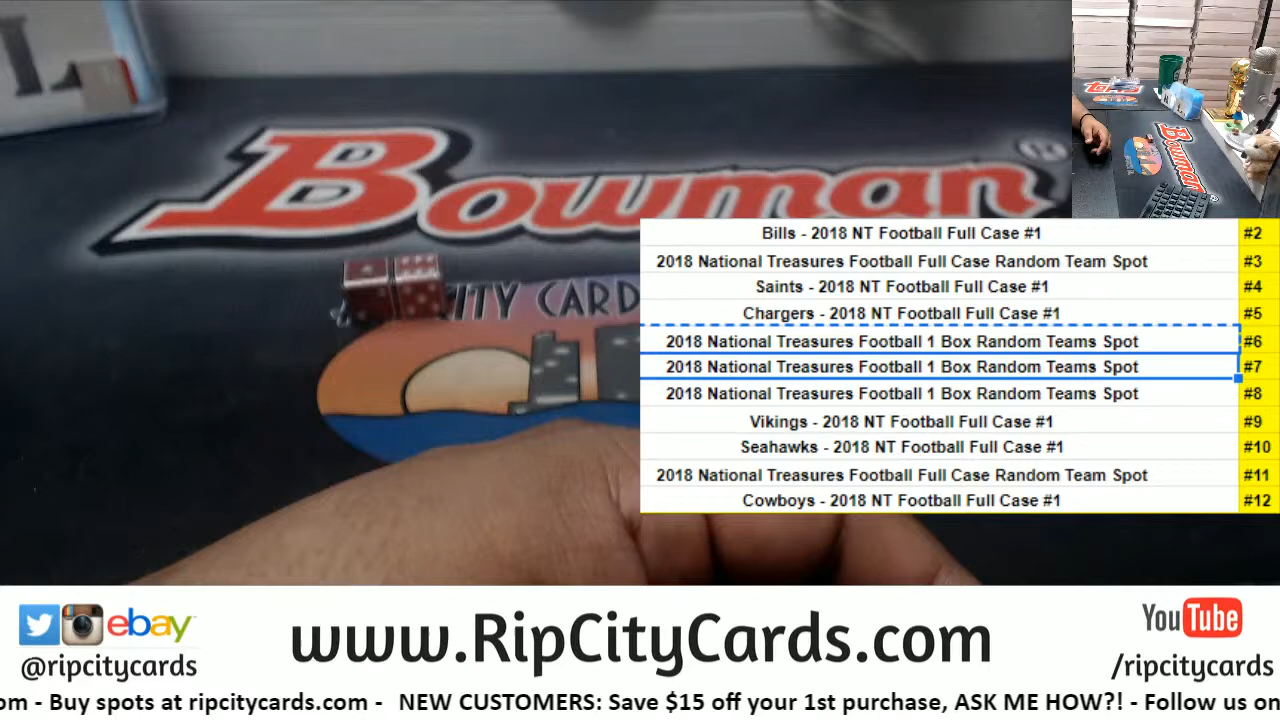 Bowman®
CITY CARD
Bowman
Bills - 2018 NT Football Full Case #1 #2
2018 National Treasures Football Full Case Random Team Spot #3
Saints - 2018 NT Football Full Case #1 #4
Chargers - 2018 NT Football Full Case #1 #5
2018 National Treasures Football 1 Box Random Teams Spot #6
2018 National Treasures Football 1 Box Random Teams Spot #7
2018 National Treasures Football 1 Box Random Teams Spot #8
Vikings - 2018 NT Football Full Case #1 #9
Seahawks - 2018 NT Football Full Case #1 #10
2018 National Treasures Football Full Case Random Team Spot #11
Cowboys - 2018 NT Football Full Case #1 #12
ebay
@ripcitycards
www.RipCityCards.com
YouTube
/ripcitycards
om - Buy spots at ripcitycards.com - NEW CUSTOMERS: Save $15 off your 1st purchase, ASK ME HOW?! - Follow us on